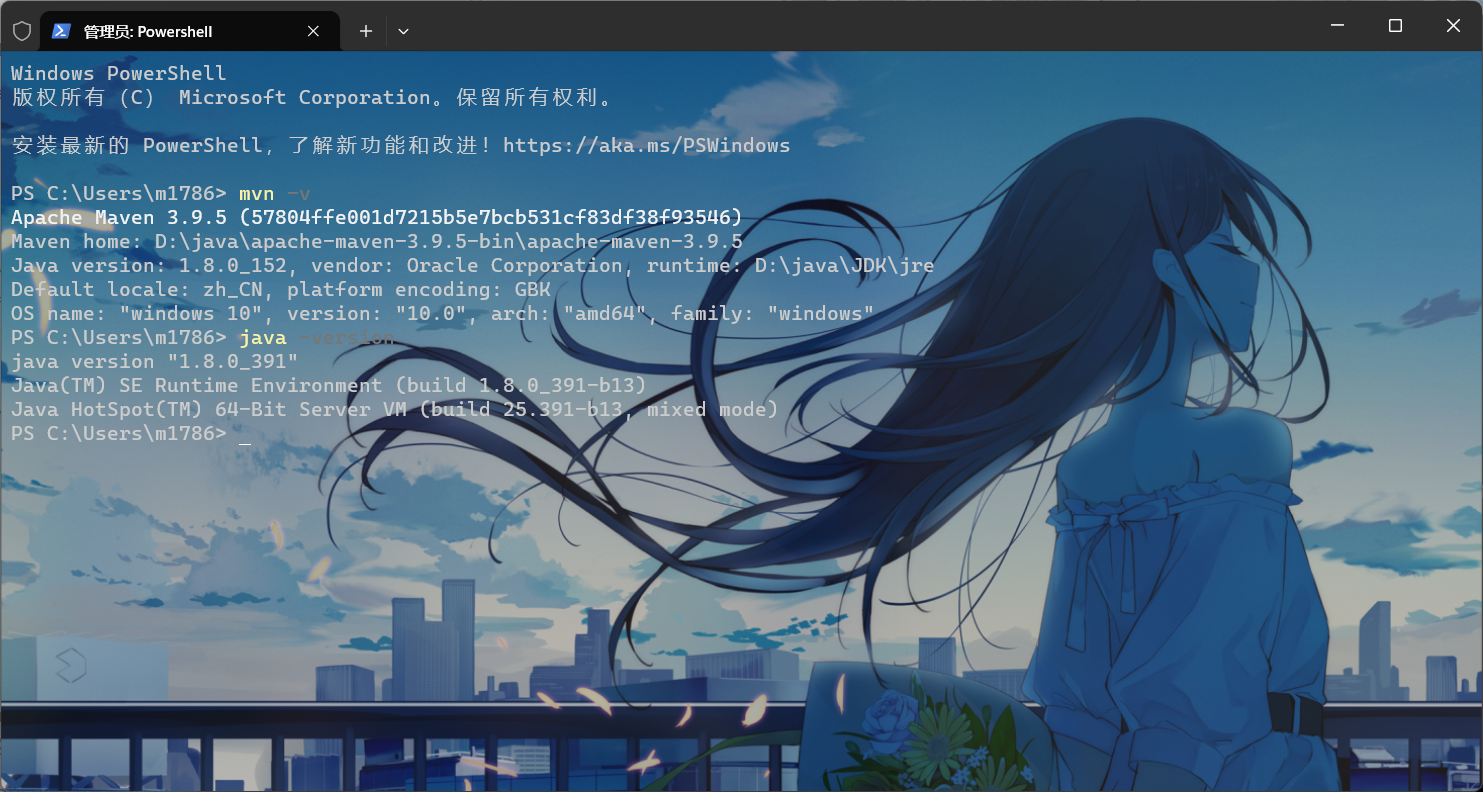 管理员: Powershell
Windows PowerShell
版权所有（C） Microsoft Corporation。保留所有权利。
安装最新的 PowerShell，了解新功能和改进！https://aka.ms/PSWindows
PS C:\Users\m1786> mvn -v
Apache Maven 3.9.5 (57804ffe001d7215b5e7bcb531cf83df38f93546)
Maven home: D:\java\apache-maven-3.9.5-bin\apache-maven-3.9.5
Java version: 1.8.0_152, vendor: Oracle Corporation, runtime: D:\java\JDK\jre
Default locale: zh_CN, platform encoding: GBK
OS name: "windows 10", version: "10.0", arch: "amd64", family: "windows"
PS C:\Users\m1786> java -version
java version "1.8.0_391"
Java(TM) SE Runtime Environment (build 1.8.0_391-b13)
Java HotSpot(TM) 64-Bit Server VM (build 25.391-b13, mixed mode)
PS C:\Users\m1786> _